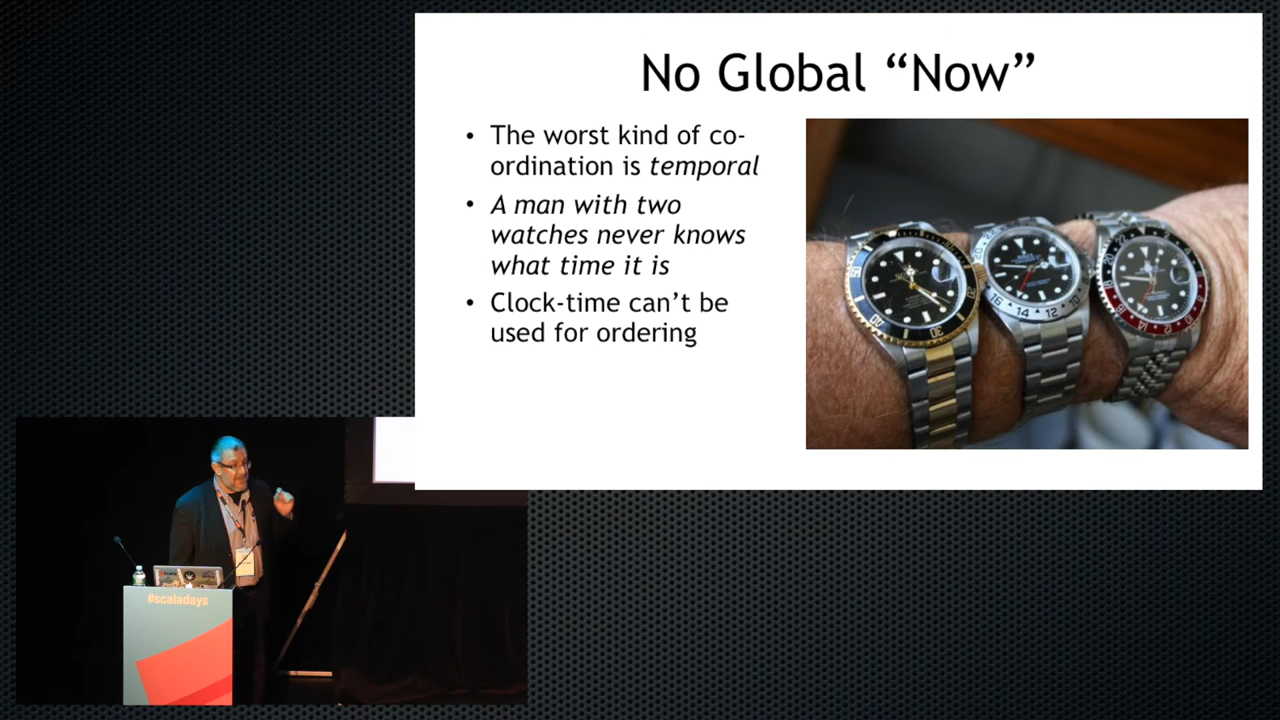 No Global “Now”
• The worst kind of co-
ordination is temporal
• A man with two
watches never knows
what time it is
• Clock-time can’t be
used for ordering
#scaladays